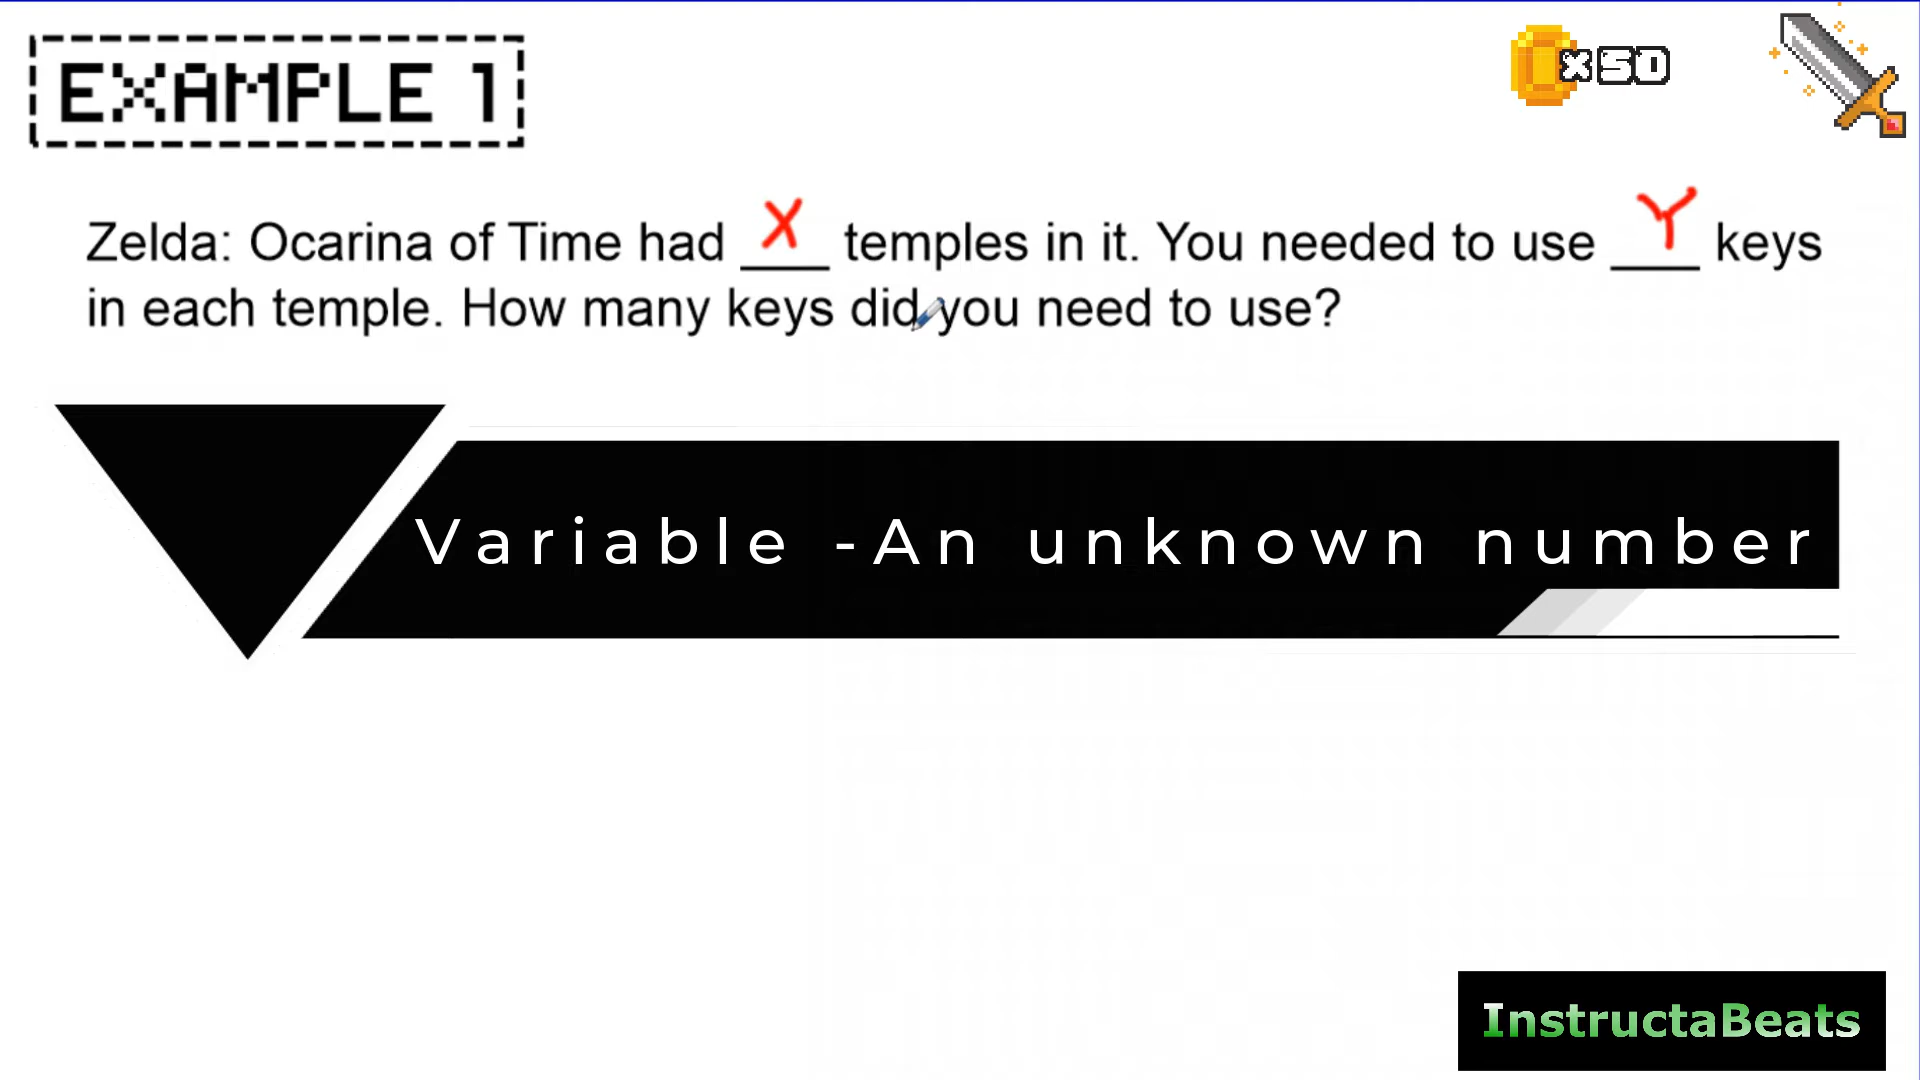 EXAMPLE 1
x50
Zelda: Ocarina of Time had X temples in it. You needed to use Y keys
in each temple. How many keys did you need to use?
Variable -An unknown number
InstructaBeats